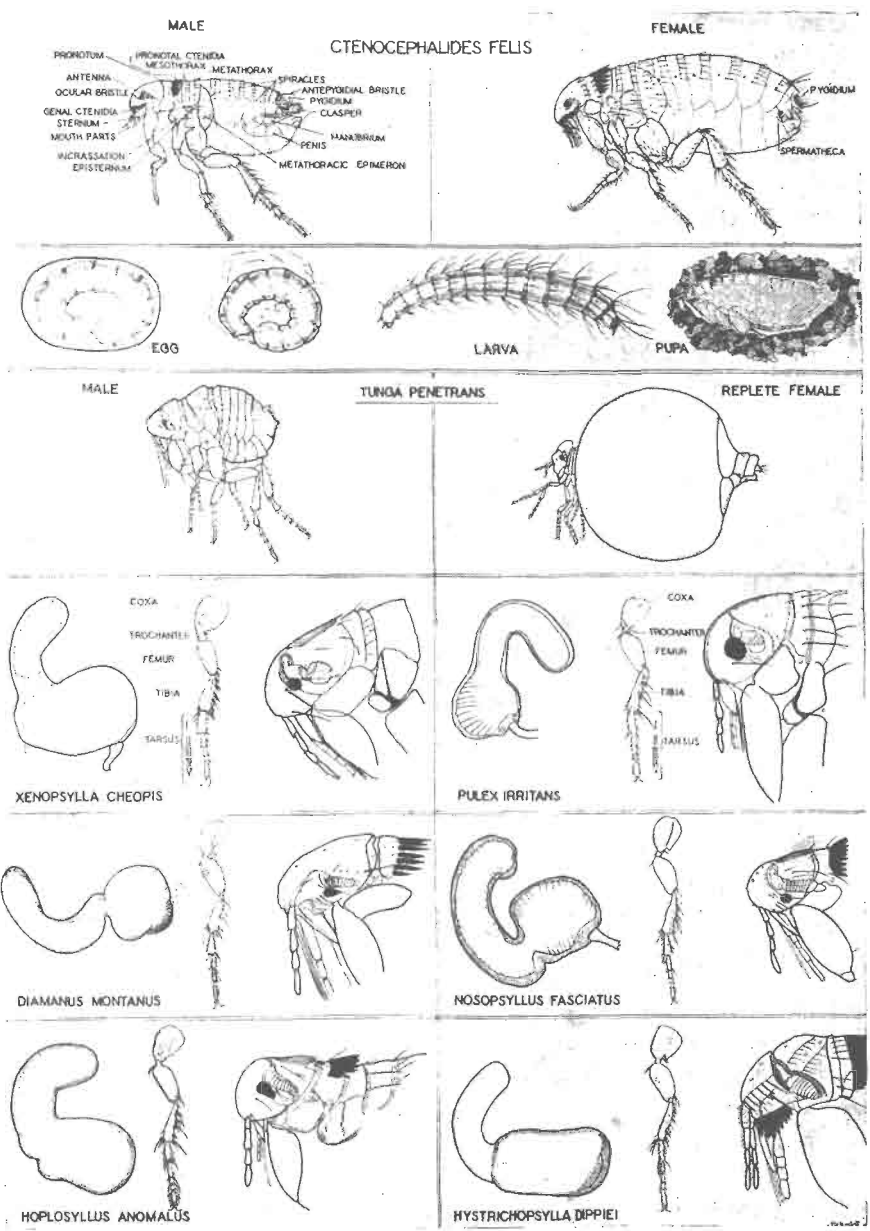 MALE
CTENOCEPHALIDES FELIS
FEMALE
PRONOTUM
PRONOTAL CTENIDIA
MESOTHORAX
METATHORAX
SPIRACLES
ANTENNA
OCULAR BRISTLE
ANTEPYGIDIAL BRISTLE
PYGIDIUM
CLASPER
GENAL CTENIDIA
STERNUM
MOUTH PARTS
MANUBRIUM
PENIS
INCRASSATION
EPISTERNUM
METATHORACIC EPIMERON
PYGIDIUM
SPERMATHECA
EGG
LARVA
PUPA
MALE
TUNGA PENETRANS
REPLETE FEMALE
COXA
TROCHANTER
FEMUR
TIBIA
TARSUS
XENOPSYLLA CHEOPIS
COXA
TROCHANTER
FEMUR
TIBIA
TARSUS
PULEX IRRITANS
DIAMANUS MONTANUS
NOSOPSYLLUS FASCIATUS
HOPLOSYLLUS ANOMALUS
HYSTRICHOPSYLLA DIPPIEI